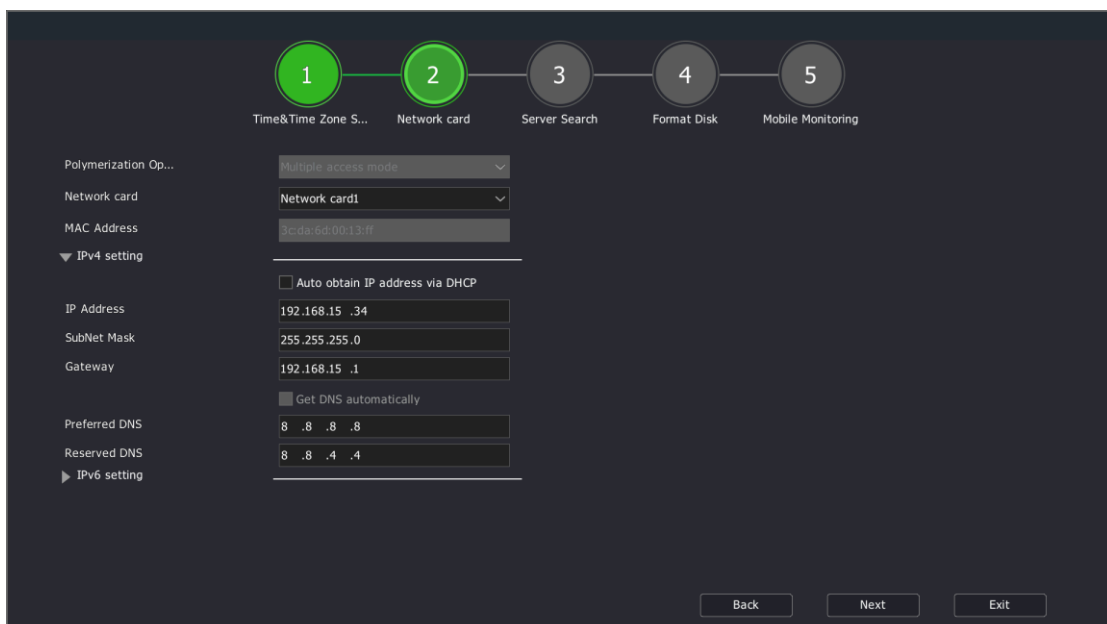 1 2 3 4 5
Time&Time Zone S... Network card Server Search Format Disk Mobile Monitoring
Polymerization Op... Multiple access mode
Network card Network card1
MAC Address 3c:da:6d:00:13:ff
IPv4 setting
Auto obtain IP address via DHCP
IP Address 192.168.15 .34
SubNet Mask 255.255.255.0
Gateway 192.168.15 .1
Get DNS automatically
Preferred DNS 8 .8 .8 .8
Reserved DNS 8 .8 .4 .4
IPv6 setting
Back Next Exit